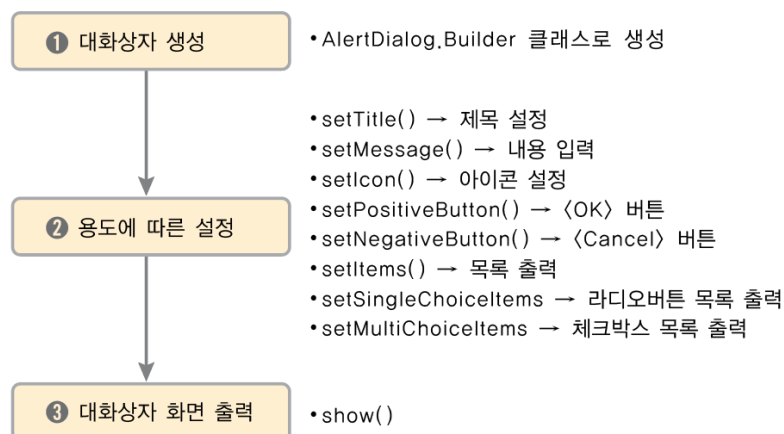 ❶ 대화상자 생성
•AlertDialog.Builder 클래스로 생성
•setTitle() → 제목 설정
•setMessage() → 내용 입력
•setIcon() → 아이콘 설정
❷ 용도에 따른 설정
•setPositiveButton() → 〈OK〉 버튼
•setNegativeButton() → 〈Cancel〉 버튼
•setItems() → 목록 출력
•setSingleChoiceItems → 라디오버튼 목록 출력
•setMultiChoiceItems → 체크박스 목록 출력
❸ 대화상자 화면 출력
•show()